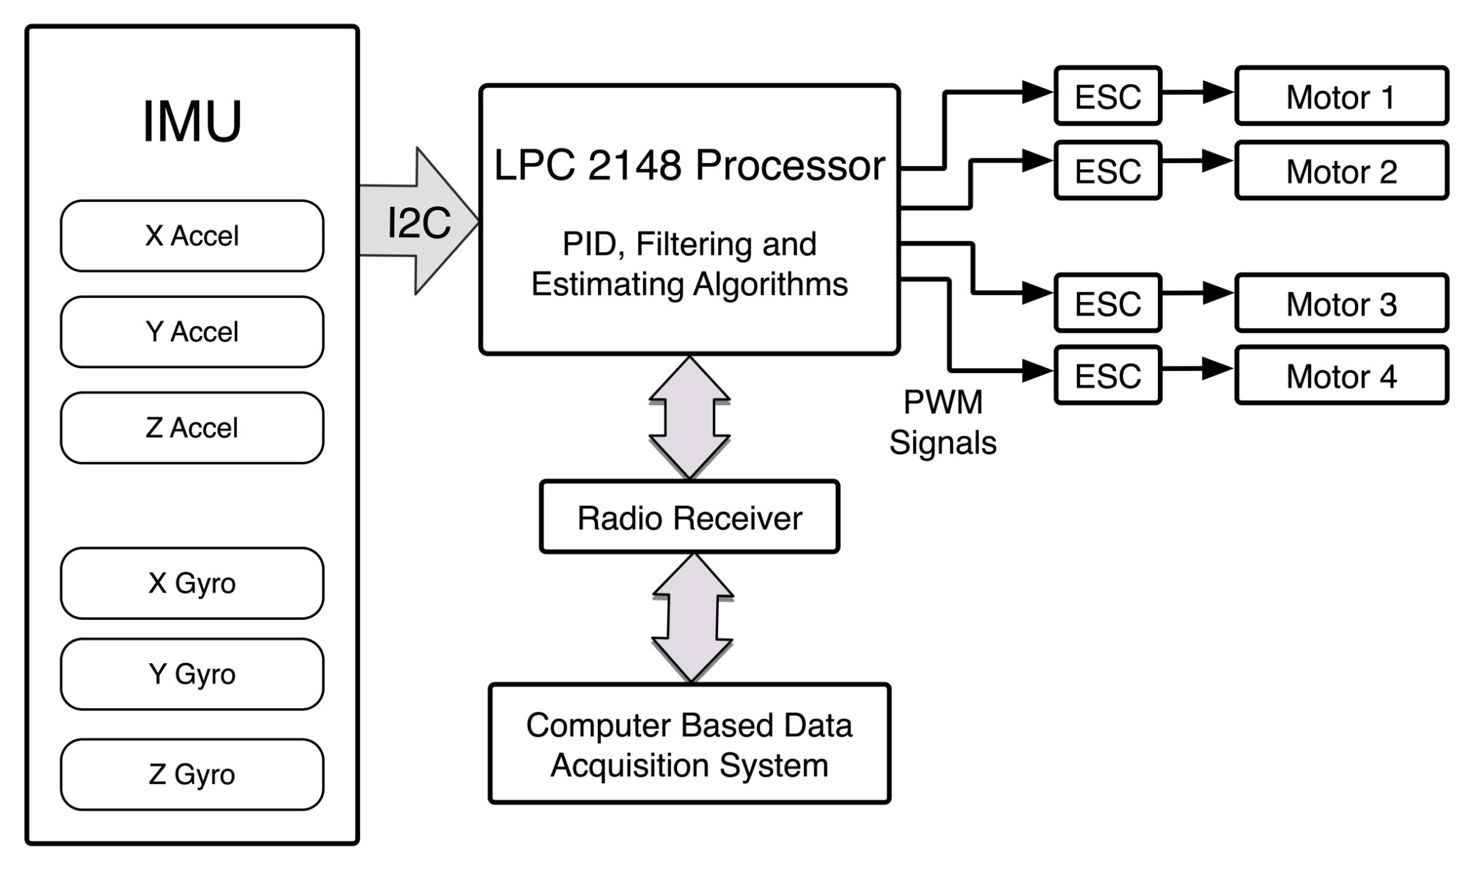 IMU
X Accel
Y Accel
Z Accel
X Gyro
Y Gyro
Z Gyro
I2C
LPC 2148 Processor
PID, Filtering and
Estimating Algorithms
Radio Receiver
Computer Based Data
Acquisition System
ESC
Motor 1
ESC
Motor 2
ESC
Motor 3
ESC
Motor 4
PWM
Signals